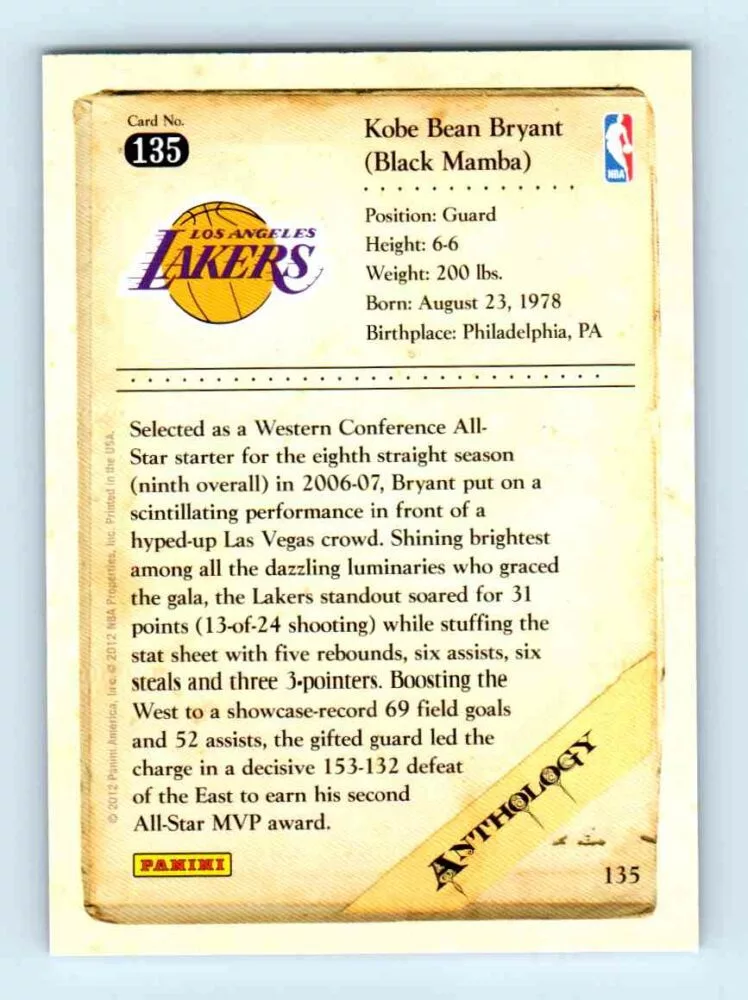 Card No.
135
Kobe Bean Bryant
(Black Mamba)
NBA
LOS ANGELES
LAKERS
Position: Guard
Height: 6-6
Weight: 200 lbs.
Born: August 23, 1978
Birthplace: Philadelphia, PA
Selected as a Western Conference All-
Star starter for the eighth straight season
(ninth overall) in 2006-07, Bryant put on a
scintillating performance in front of a
hyped-up Las Vegas crowd. Shining brightest
among all the dazzling luminaries who graced
the gala, the Lakers standout soared for 31
points (13-of-24 shooting) while stuffing the
stat sheet with five rebounds, six assists, six
steals and three 3-pointers. Boosting the
West to a showcase-record 69 field goals
and 52 assists, the gifted guard led the
charge in a decisive 153-132 defeat
of the East to earn his second
All-Star MVP award.
© 2012 Panini America, Inc. © 2012 NBA Properties, Inc. Printed in the USA.
PANINI
ANTHOLOGY
135